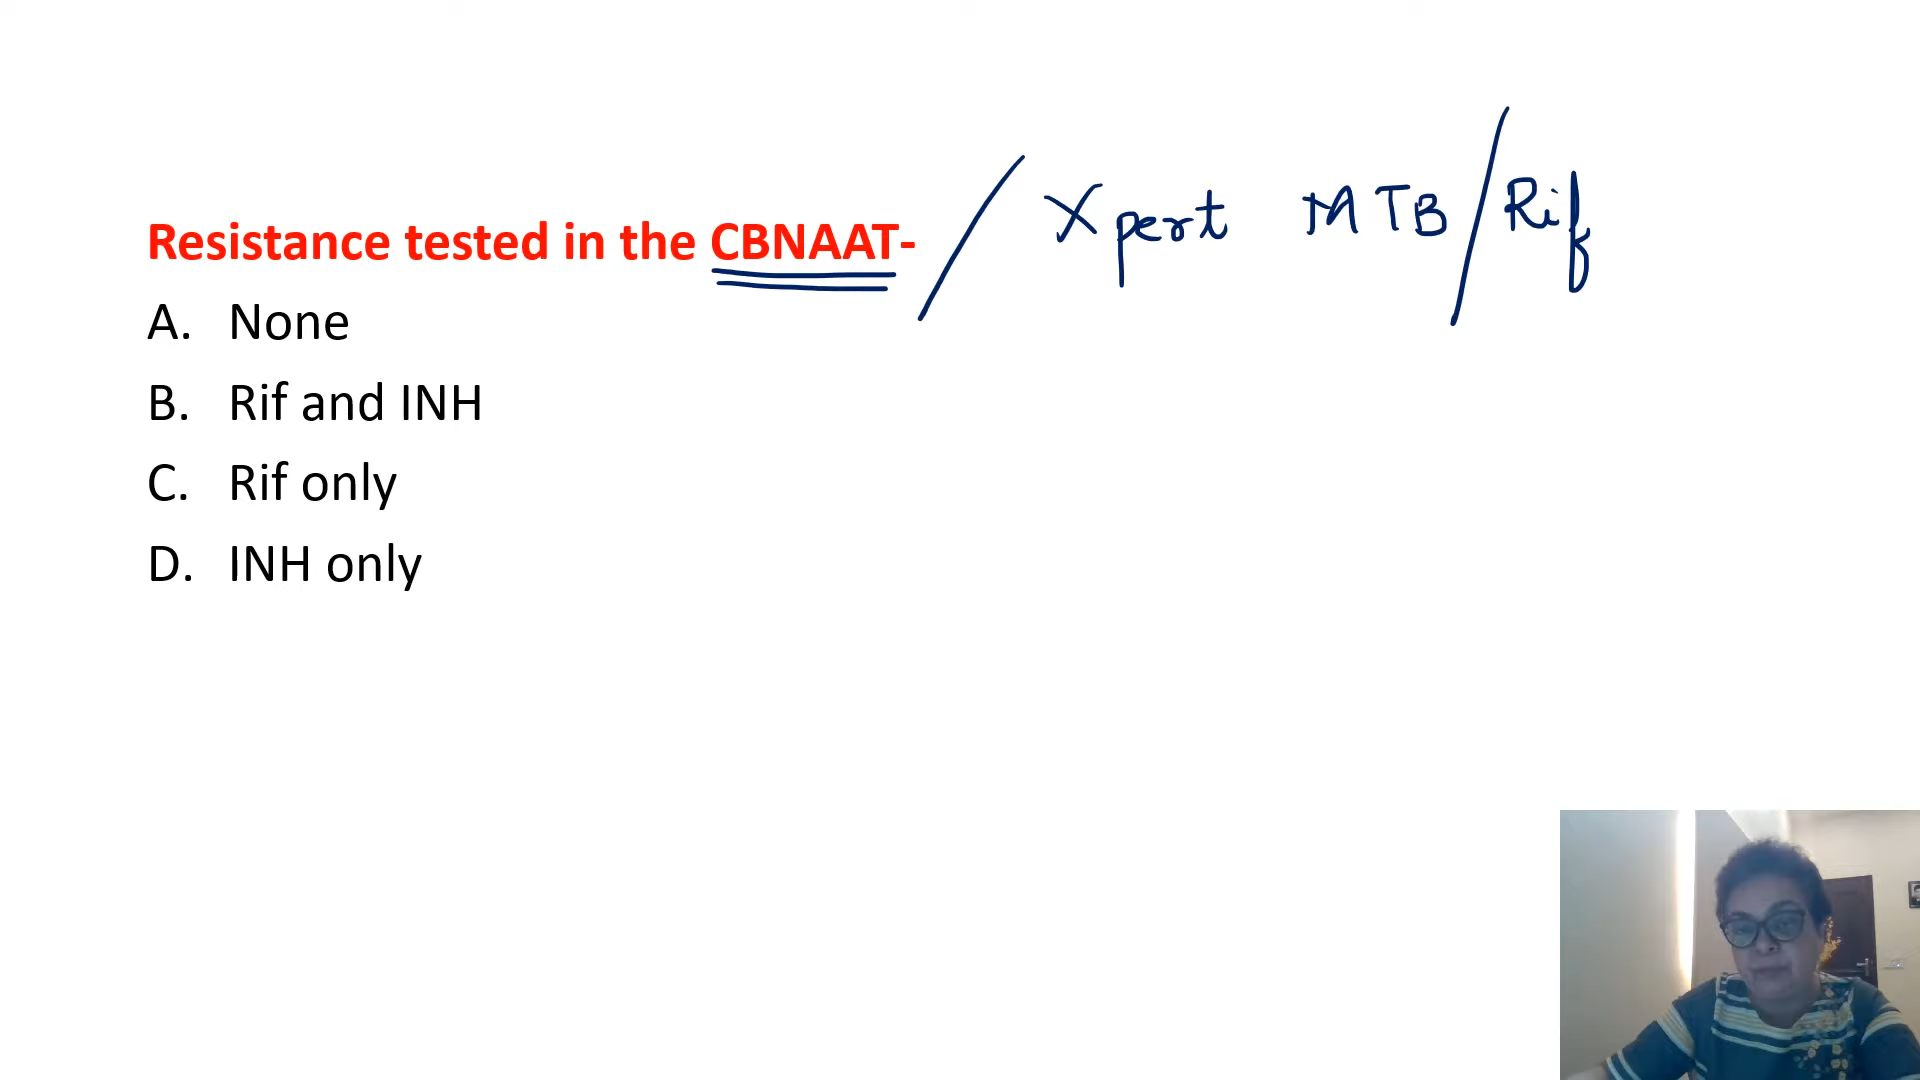 Resistance tested in the CBNAAT- / Xpert MTB/Rif
A. None
B. Rif and INH
C. Rif only
D. INH only